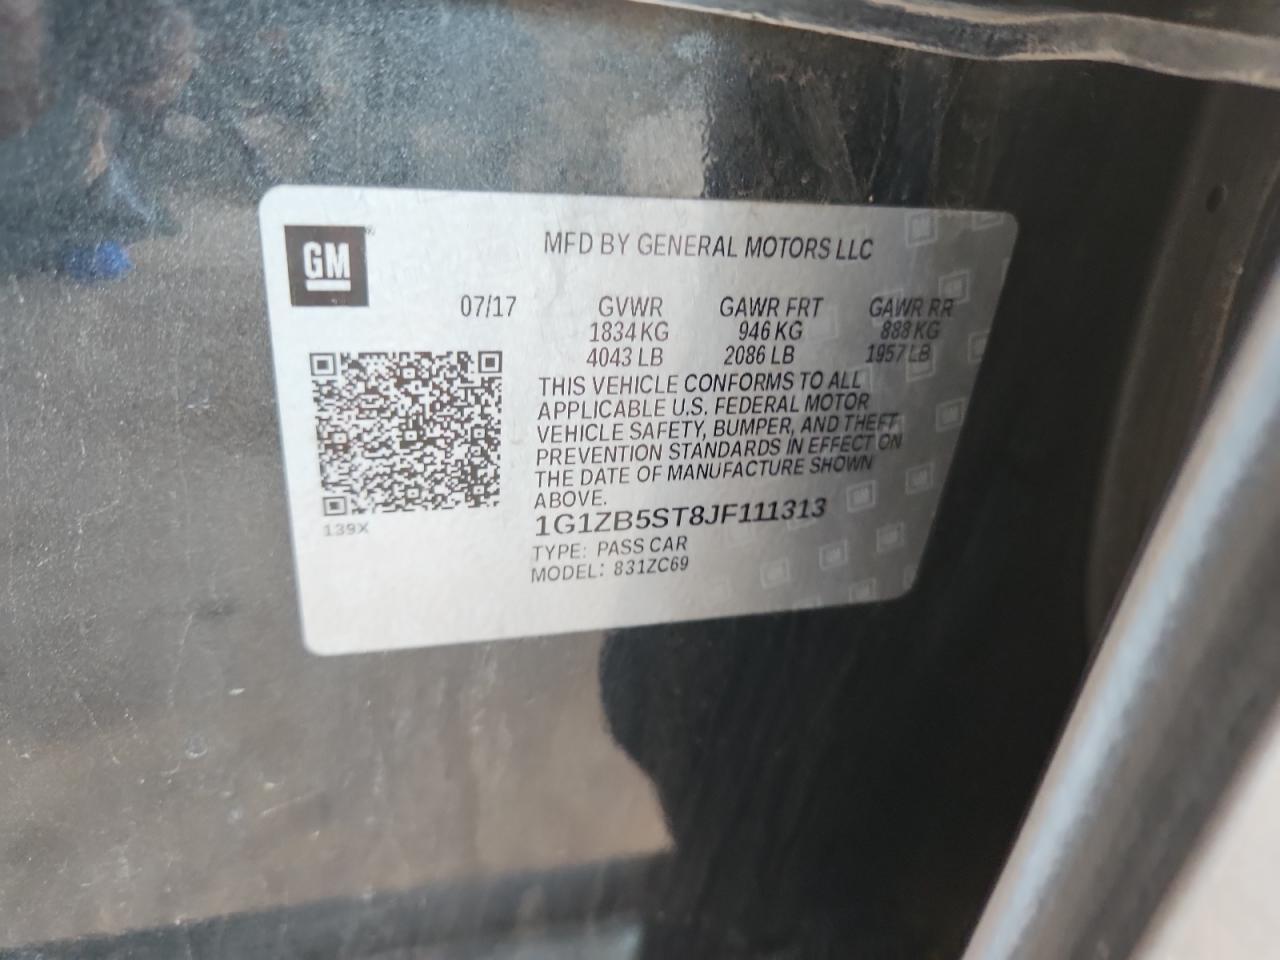 GM
MFD BY GENERAL MOTORS LLC
07/17 GVWR GAWR FRT GAWR RR
1834 KG 946 KG 888 KG
4043 LB 2086 LB 1957 LB
THIS VEHICLE CONFORMS TO ALL
APPLICABLE U.S. FEDERAL MOTOR
VEHICLE SAFETY, BUMPER, AND THEFT
PREVENTION STANDARDS IN EFFECT ON
THE DATE OF MANUFACTURE SHOWN
ABOVE.
1G1ZB5ST8JF111313
139X
TYPE: PASS CAR
MODEL: 831ZC69